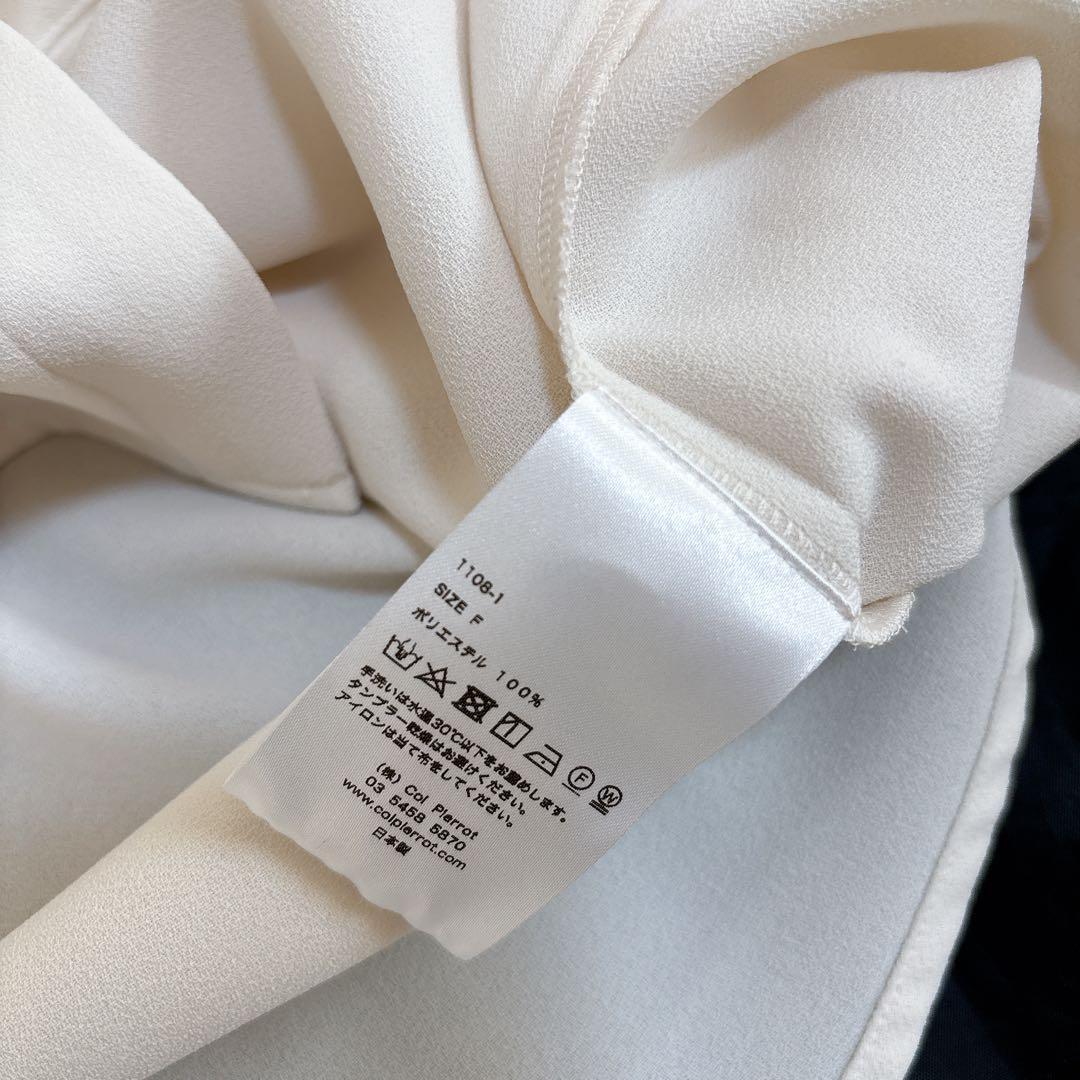 1108-1
SIZE F
ポリエステル 100%
手洗いは水温30℃以下をお薦めします。
タンブラー乾燥はお避けください。
アイロンは当て布をしてください。
(株) Col Pierrot
03 5458 5870
www.colpierrot.com
日本製